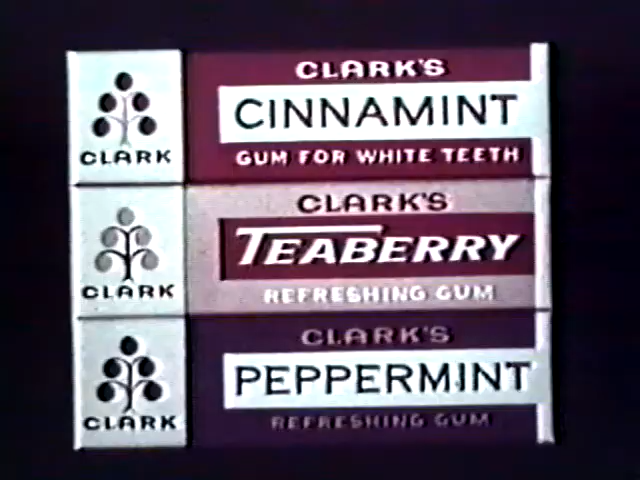 CLARK'S
CINNAMINT
GUM FOR WHITE TEETH
CLARK
CLARK'S
TEABERRY
REFRESHING GUM
CLARK
CLARK'S
PEPPERMINT
REFRESHING GUM
CLARK